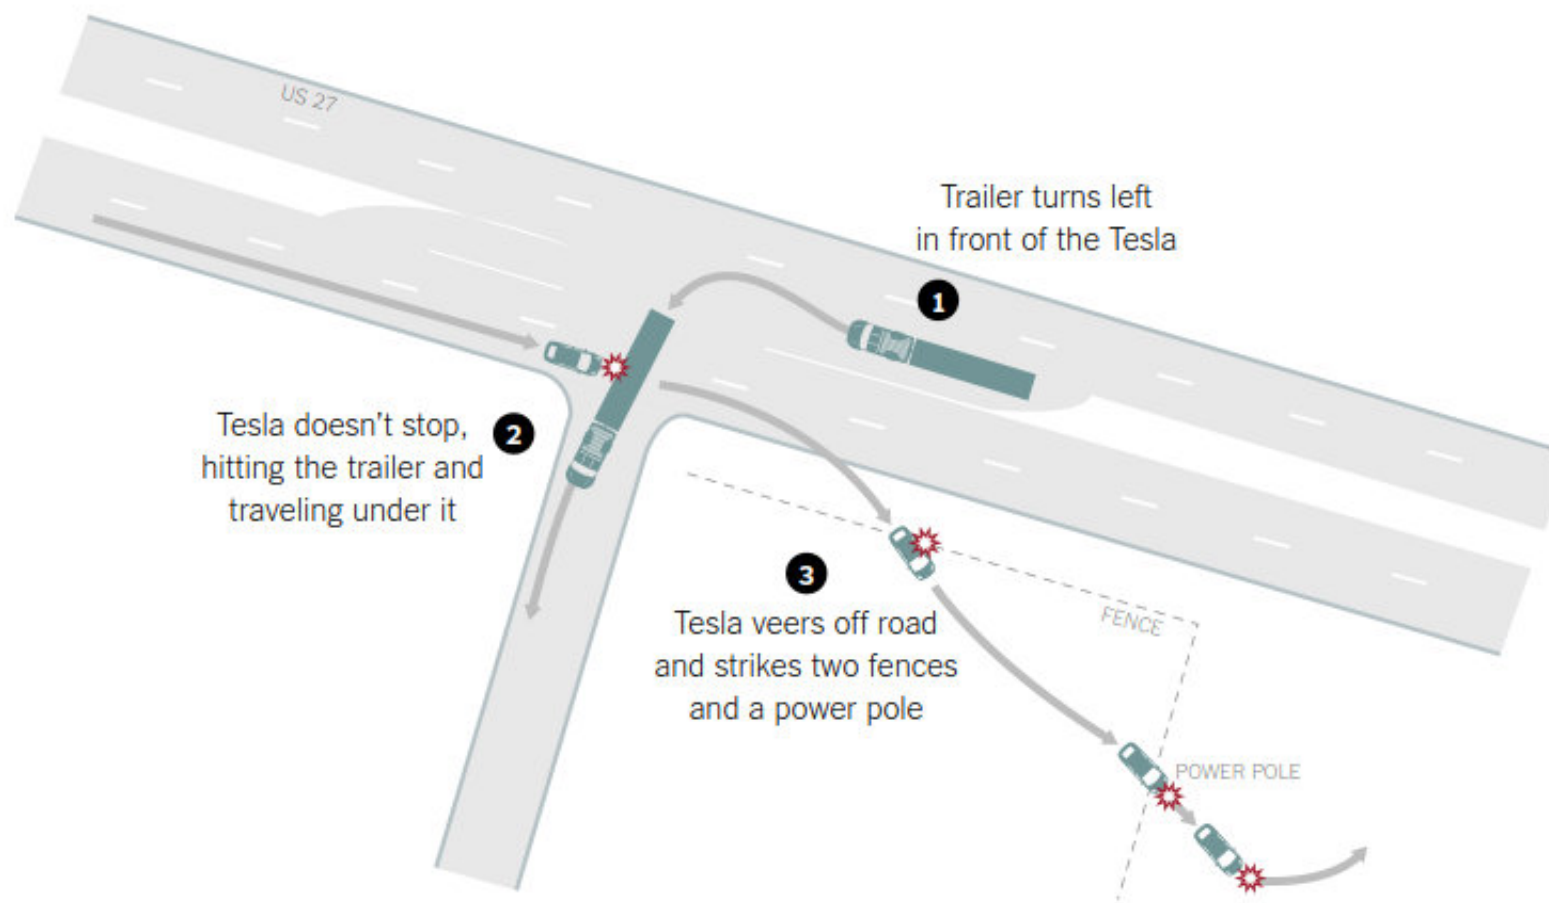 US 27
Trailer turns left
in front of the Tesla
1
Tesla doesn’t stop,
hitting the trailer and
traveling under it
2
3
Tesla veers off road
and strikes two fences
and a power pole
FENCE
POWER POLE